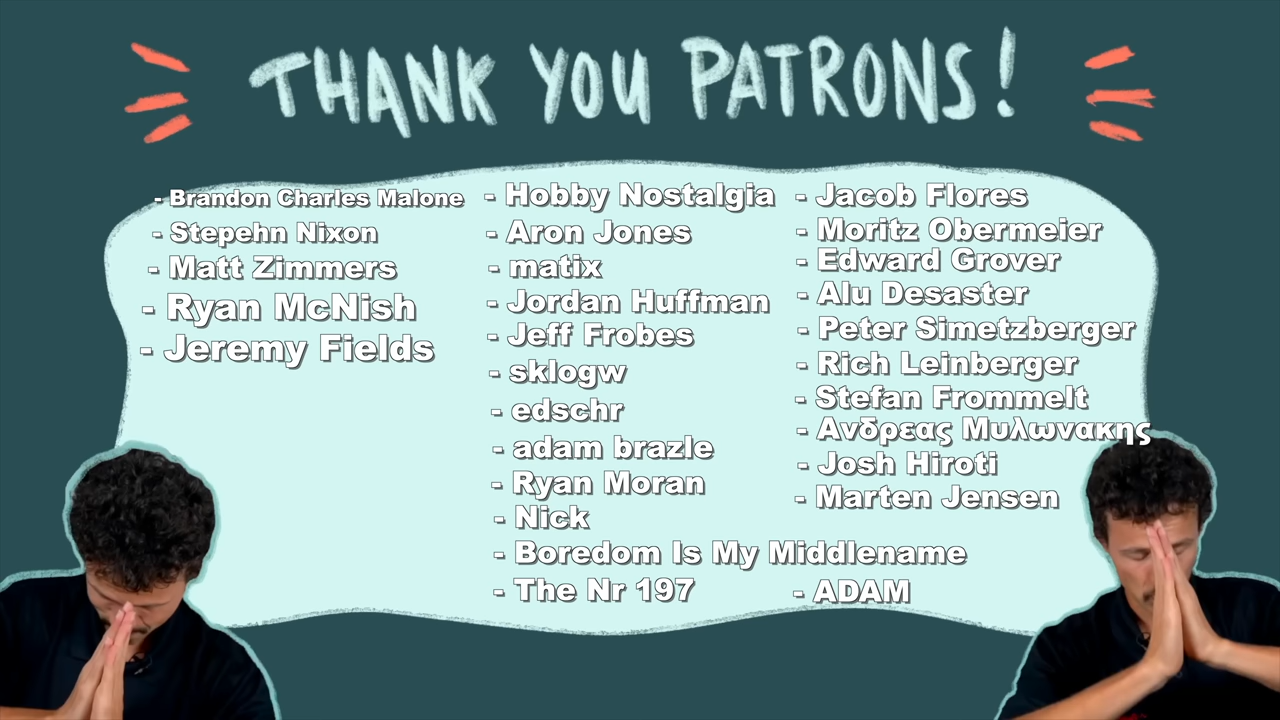 THANK YOU PATRONS!
- Brandon Charles Malone
- Stepehn Nixon
- Matt Zimmers
- Ryan McNish
- Jeremy Fields
- Hobby Nostalgia
- Aron Jones
- matix
- Jordan Huffman
- Jeff Frobes
- sklogw
- edschr
- adam brazle
- Ryan Moran
- Nick
- Boredom Is My Middlename
- The Nr 197
- Jacob Flores
- Moritz Obermeier
- Edward Grover
- Alu Desaster
- Peter Simetzberger
- Rich Leinberger
- Stefan Frommelt
- Ανδρεας Μυλωνακης
- Josh Hiroti
- Marten Jensen
- ADAM